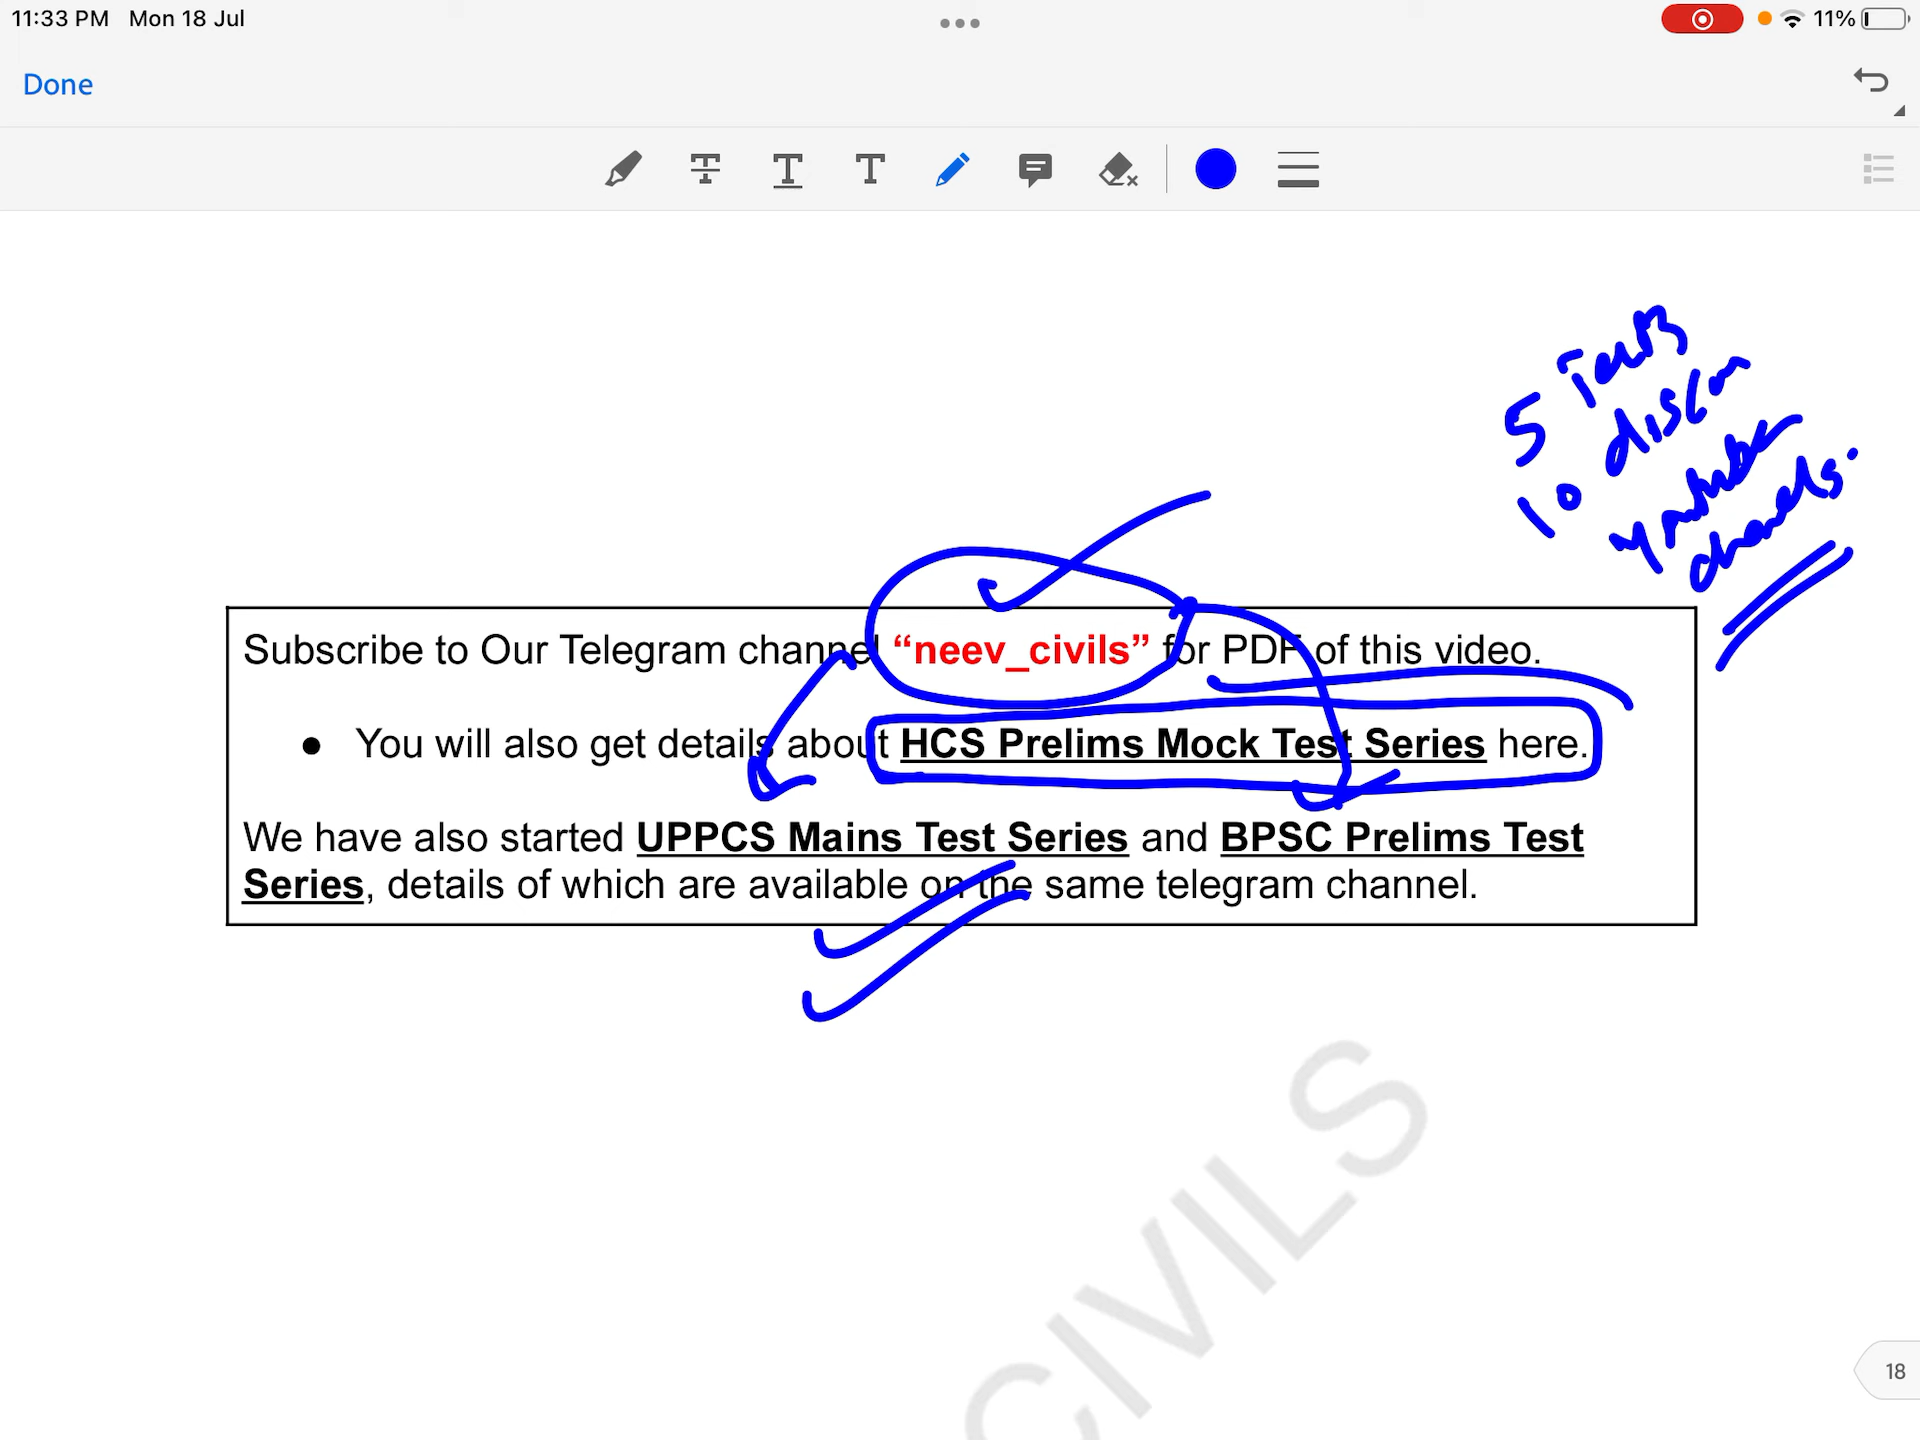 11:33 PM Mon 18 Jul
11%
Done
5 Tests
10 discn
channels.
Subscribe to Our Telegram channel “neev_civils” for PDF of this video.
● You will also get details about HCS Prelims Mock Test Series here.
We have also started UPPCS Mains Test Series and BPSC Prelims Test
Series, details of which are available on the same telegram channel.
CIVILS
18